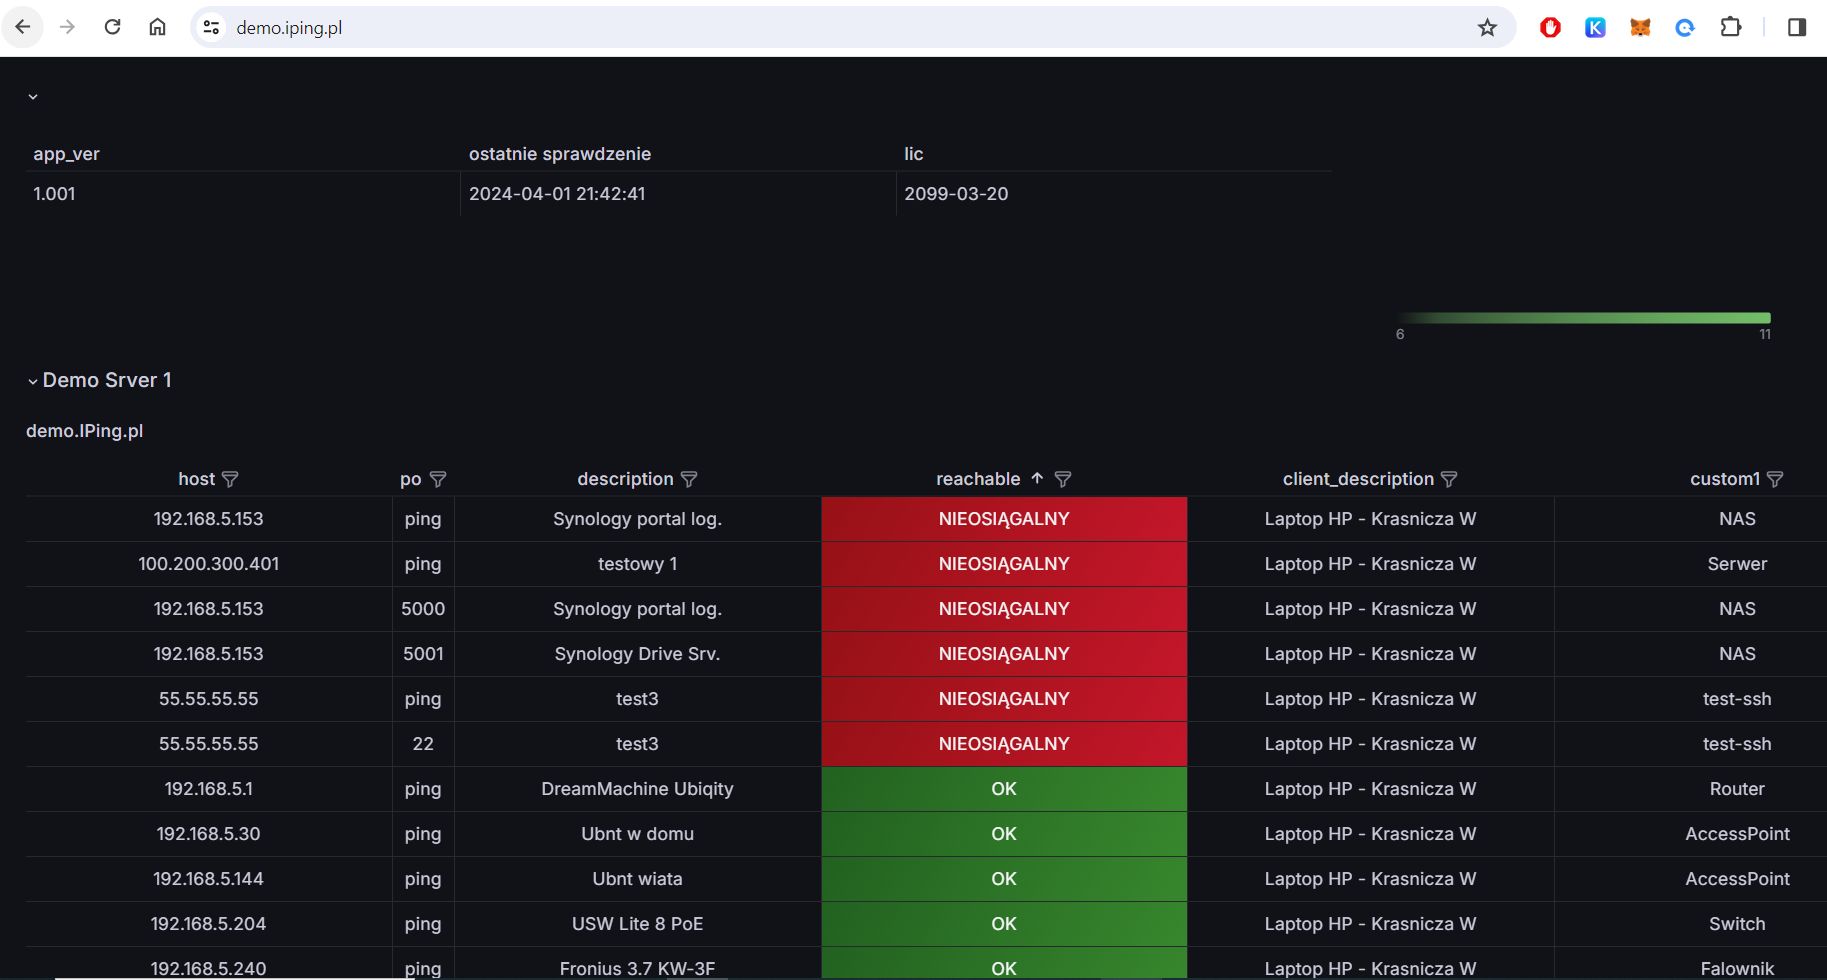 demo.iping.pl
app_ver ostatnie sprawdzenie lic
1.001 2024-04-01 21:42:41 2099-03-20
6 11
Demo Srver 1
demo.IPing.pl
host po description reachable client_description custom1
192.168.5.153 ping Synology portal log. NIEOSIĄGALNY Laptop HP - Krasnicza W NAS
100.200.300.401 ping testowy 1 NIEOSIĄGALNY Laptop HP - Krasnicza W Serwer
192.168.5.153 5000 Synology portal log. NIEOSIĄGALNY Laptop HP - Krasnicza W NAS
192.168.5.153 5001 Synology Drive Srv. NIEOSIĄGALNY Laptop HP - Krasnicza W NAS
55.55.55.55 ping test3 NIEOSIĄGALNY Laptop HP - Krasnicza W test-ssh
55.55.55.55 22 test3 NIEOSIĄGALNY Laptop HP - Krasnicza W test-ssh
192.168.5.1 ping DreamMachine Ubiqity OK Laptop HP - Krasnicza W Router
192.168.5.30 ping Ubnt w domu OK Laptop HP - Krasnicza W AccessPoint
192.168.5.144 ping Ubnt wiata OK Laptop HP - Krasnicza W AccessPoint
192.168.5.204 ping USW Lite 8 PoE OK Laptop HP - Krasnicza W Switch
192.168.5.240 ping Fronius 3.7 KW-3F OK Laptop HP - Krasnicza W Falownik